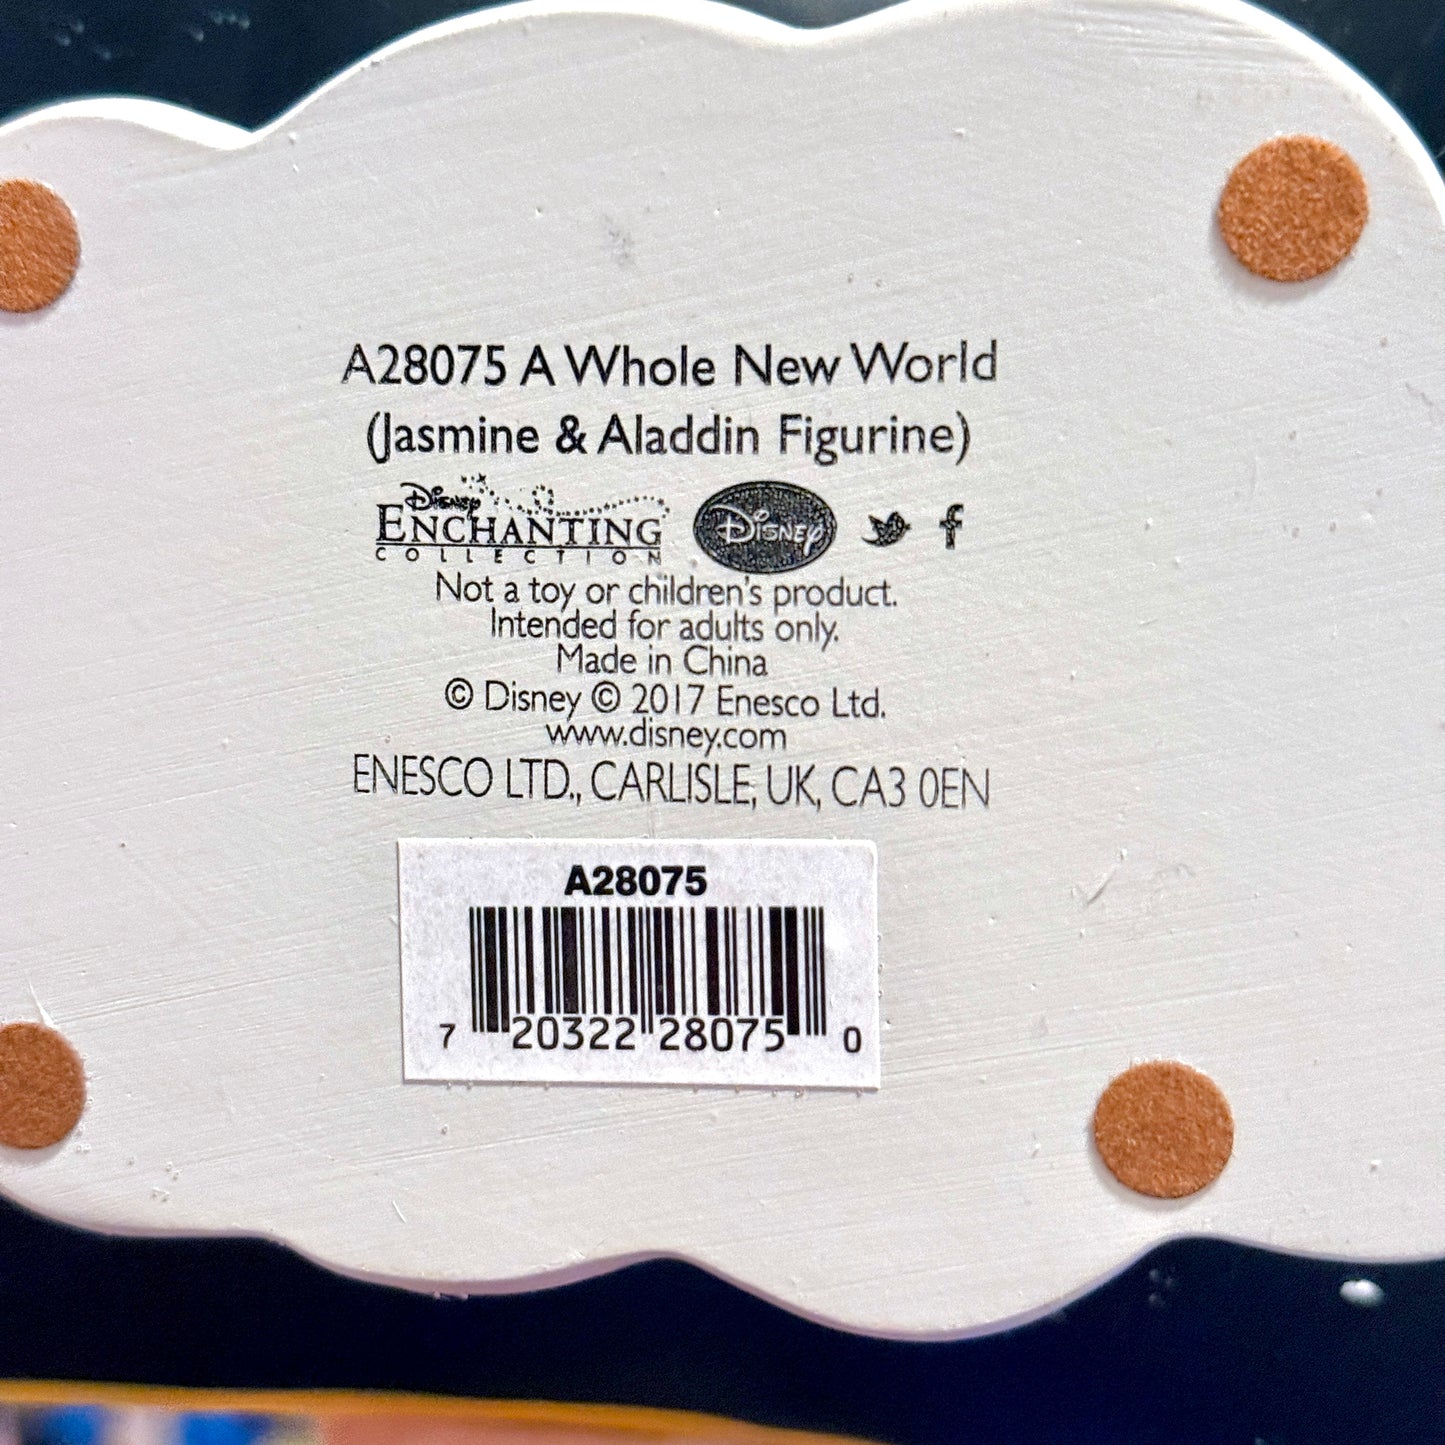 A28075 A Whole New World
(Jasmine & Aladdin Figurine)
Disney
ENCHANTING
COLLECTION
Disney
Not a toy or children's product.
Intended for adults only.
Made in China
© Disney © 2017 Enesco Ltd.
www.disney.com
ENESCO LTD., CARLISLE, UK, CA3 0EN
A28075
7 20322 28075 0